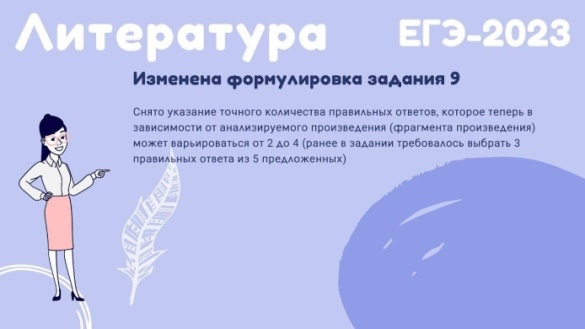 Литература
ЕГЭ-2023
Изменена формулировка задания 9
Снято указание точного количества правильных ответов, которое теперь в
зависимости от анализируемого произведения (фрагмента произведения)
может варьироваться от 2 до 4 (ранее в задании требовалось выбрать 3
правильных ответа из 5 предложенных)